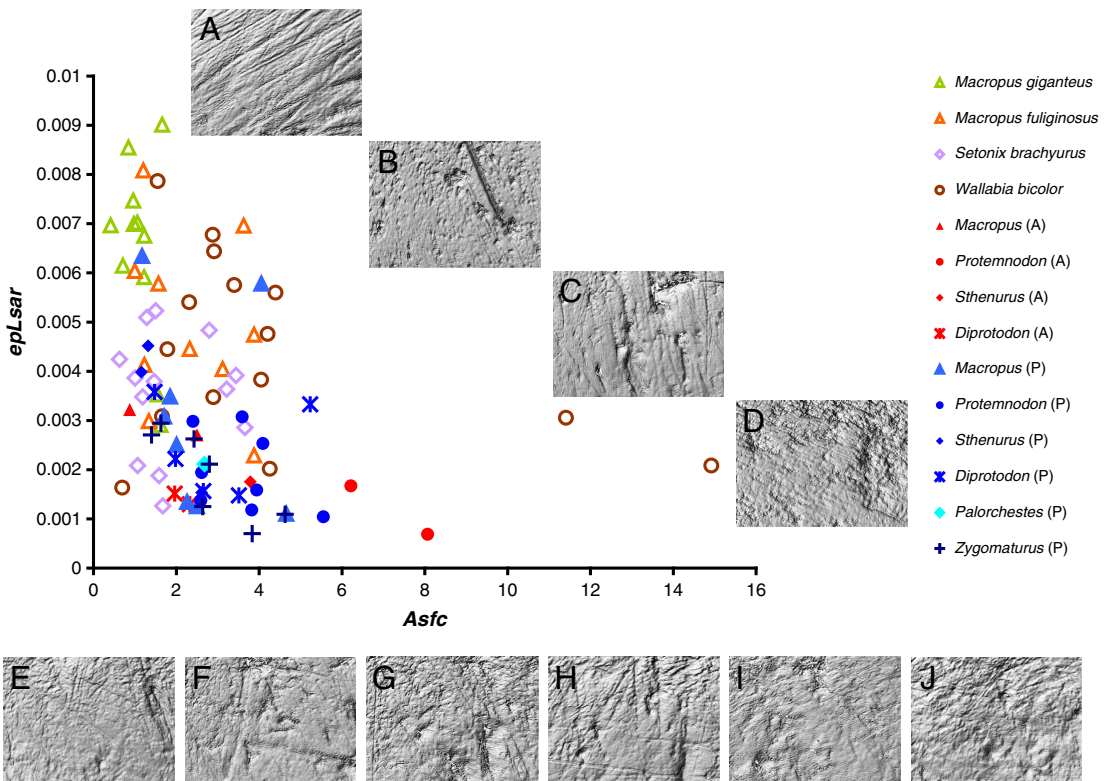 A
B
C
D
0.01
0.009
0.008
0.007
0.006
0.005
0.004
0.003
0.002
0.001
0
epLsar
0 2 4 6 8 10 12 14 16
Asfc
Macropus giganteus
Macropus fuliginosus
Setonix brachyurus
Wallabia bicolor
Macropus (A)
Protemnodon (A)
Sthenurus (A)
Diprotodon (A)
Macropus (P)
Protemnodon (P)
Sthenurus (P)
Diprotodon (P)
Palorchestes (P)
Zygomaturus (P)
E F G H I J